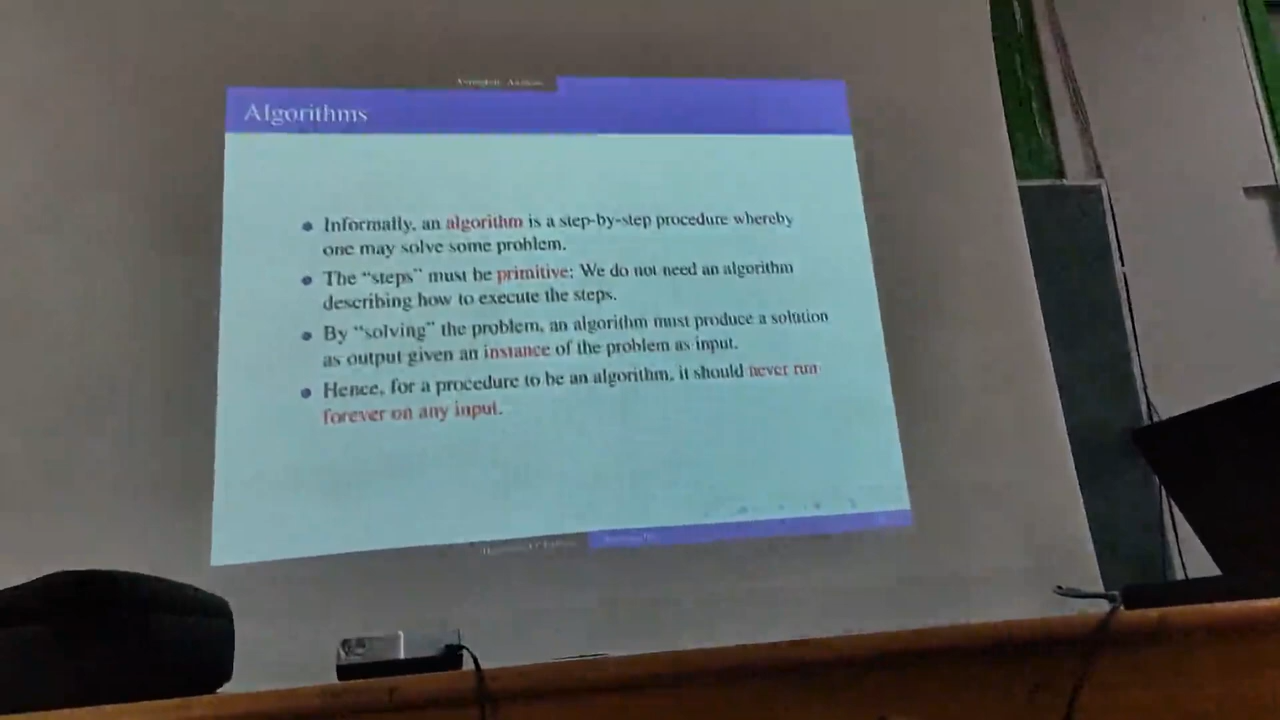 Algorithms
Informally, an algorithm is a step-by-step procedure whereby
one may solve some problem.
The “steps” must be primitive: We do not need an algorithm
describing how to execute the steps.
By “solving” the problem, an algorithm must produce a solution
as output given an instance of the problem as input.
Hence, for a procedure to be an algorithm, it should never run
forever on any input.